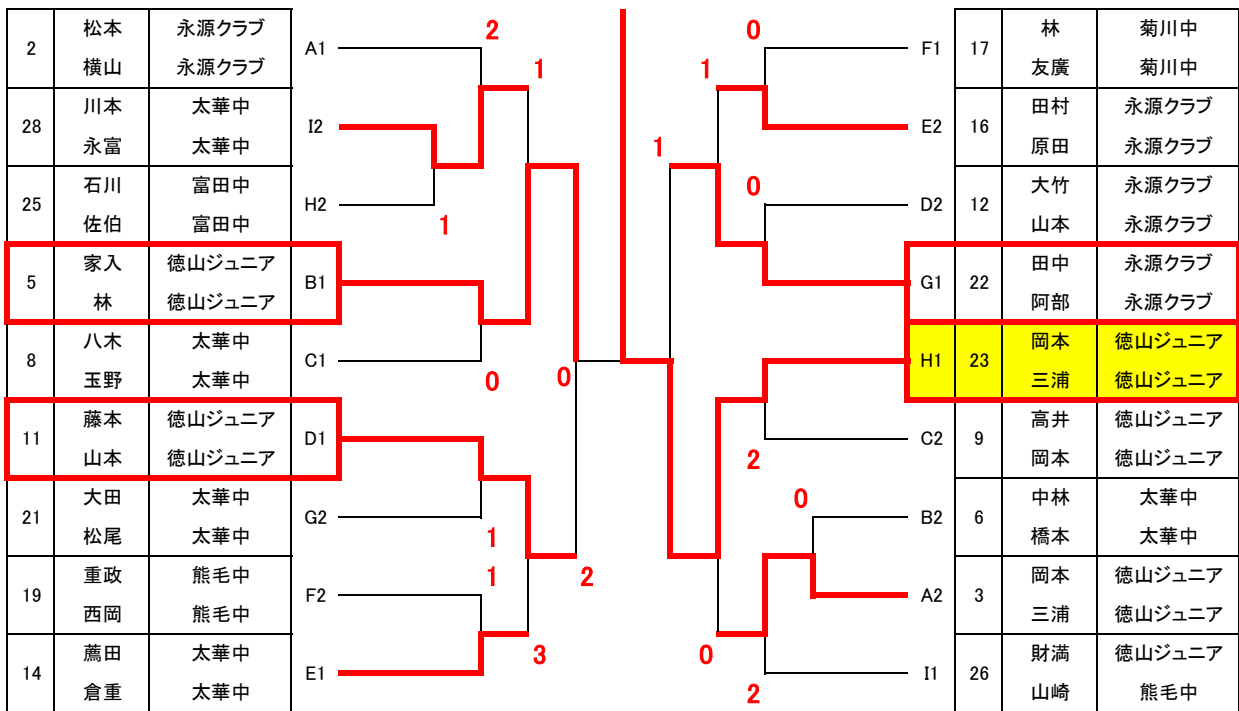 2 松本 永源クラブ A1
横山 永源クラブ
28 川本 太華中 I2
永富 太華中
25 石川 富田中 H2
佐伯 富田中
5 家入 徳山ジュニア B1
林 徳山ジュニア
8 八木 太華中 C1
玉野 太華中
11 藤本 徳山ジュニア D1
山本 徳山ジュニア
21 大田 太華中 G2
松尾 太華中
19 重政 熊毛中 F2
西岡 熊毛中
14 薦田 太華中 E1
倉重 太華中
2
1
1
0
0
1
1
2
3
0
1
1
0
2
0
0
2
F1 17 林 菊川中
友廣 菊川中
E2 16 田村 永源クラブ
原田 永源クラブ
D2 12 大竹 永源クラブ
山本 永源クラブ
G1 22 田中 永源クラブ
阿部 永源クラブ
H1 23 岡本 徳山ジュニア
三浦 徳山ジュニア
C2 9 高井 徳山ジュニア
岡本 徳山ジュニア
B2 6 中林 太華中
橋本 太華中
A2 3 岡本 徳山ジュニア
三浦 徳山ジュニア
I1 26 財満 徳山ジュニア
山崎 熊毛中